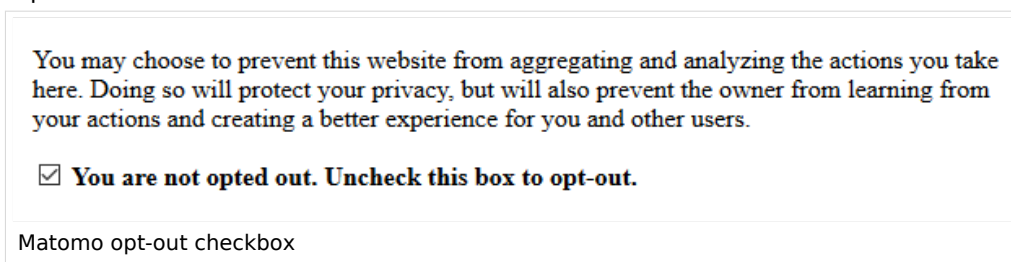 You may choose to prevent this website from aggregating and analyzing the actions you take
here. Doing so will protect your privacy, but will also prevent the owner from learning from
your actions and creating a better experience for you and other users.
You are not opted out. Uncheck this box to opt-out.
Matomo opt-out checkbox